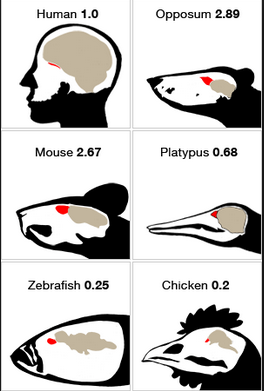 Human 1.0
Opposum 2.89
Mouse 2.67
Platypus 0.68
Zebrafish 0.25
Chicken 0.2